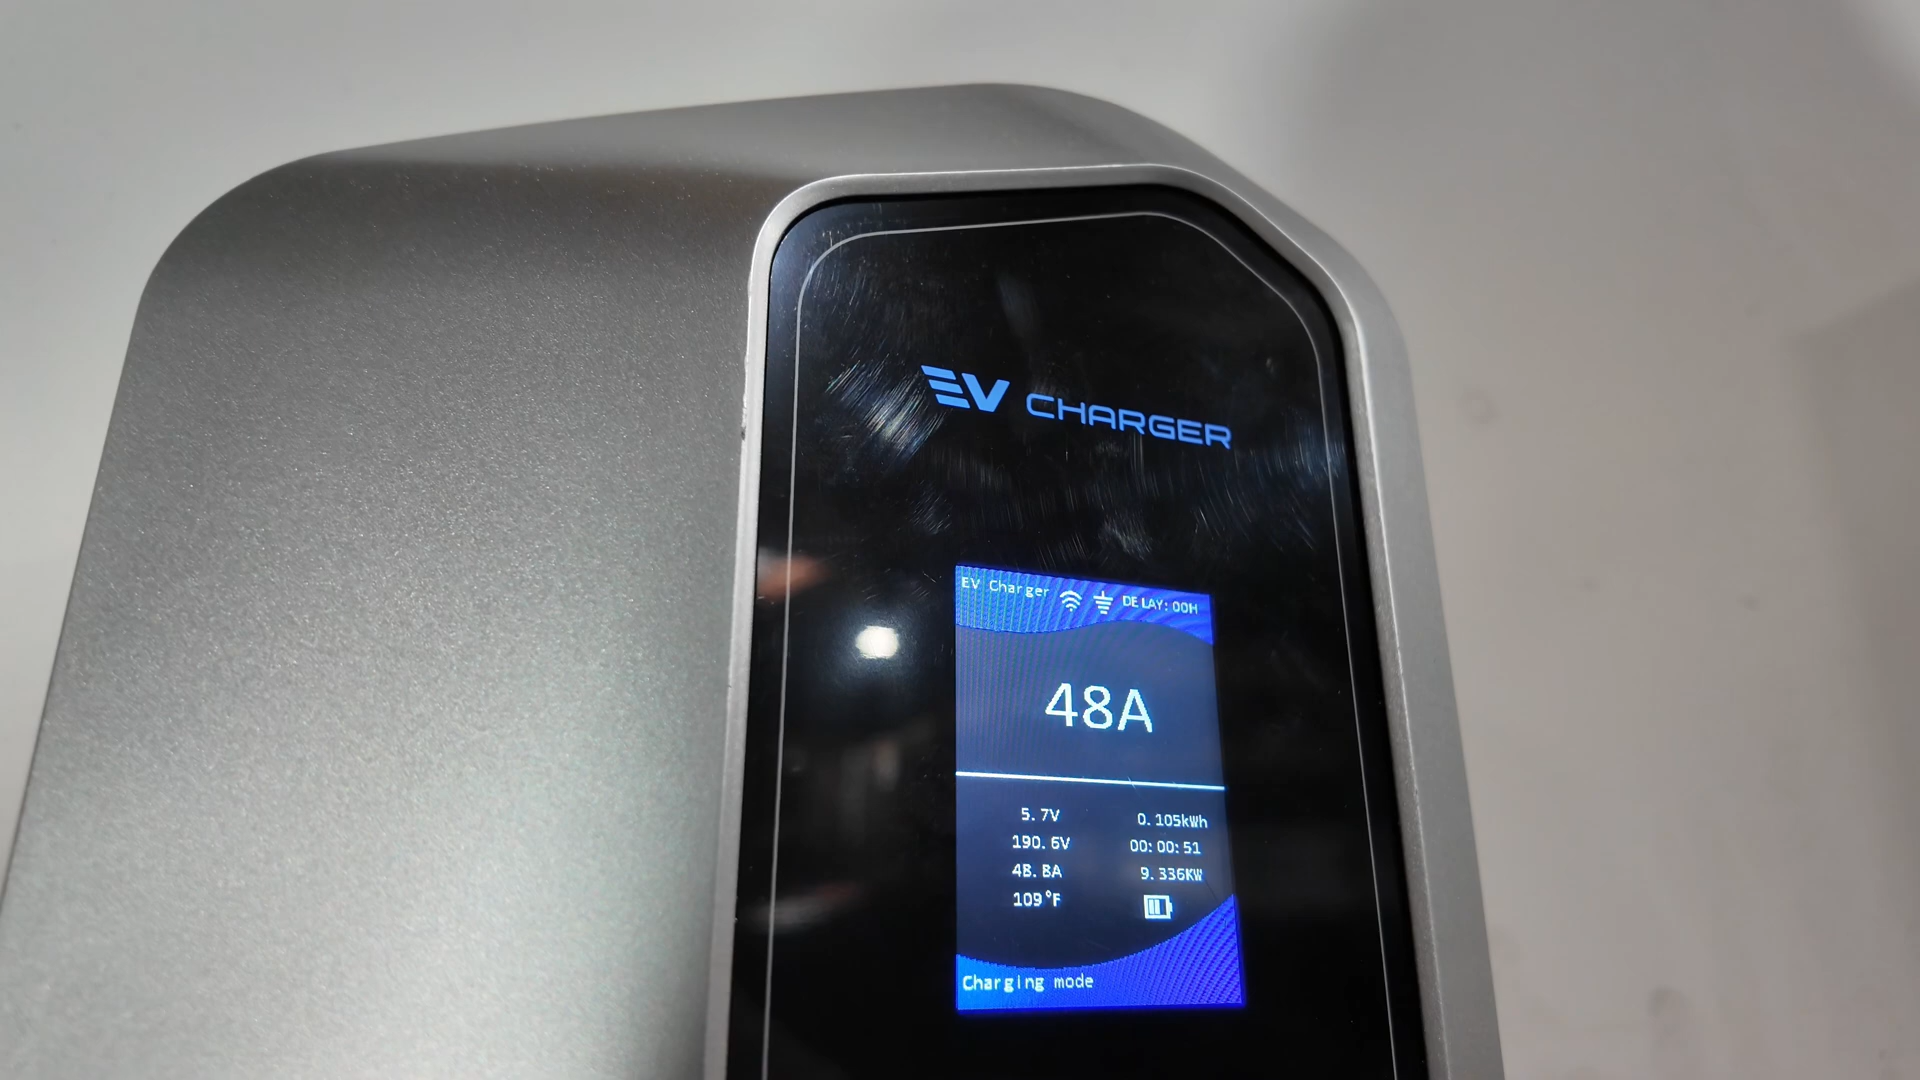 EV CHARGER
EV Charger DELAY: 00H
48A
5.7V 0.105kWh
190.6V 00:00:51
48.8A 9.336KW
109°F
Charging mode